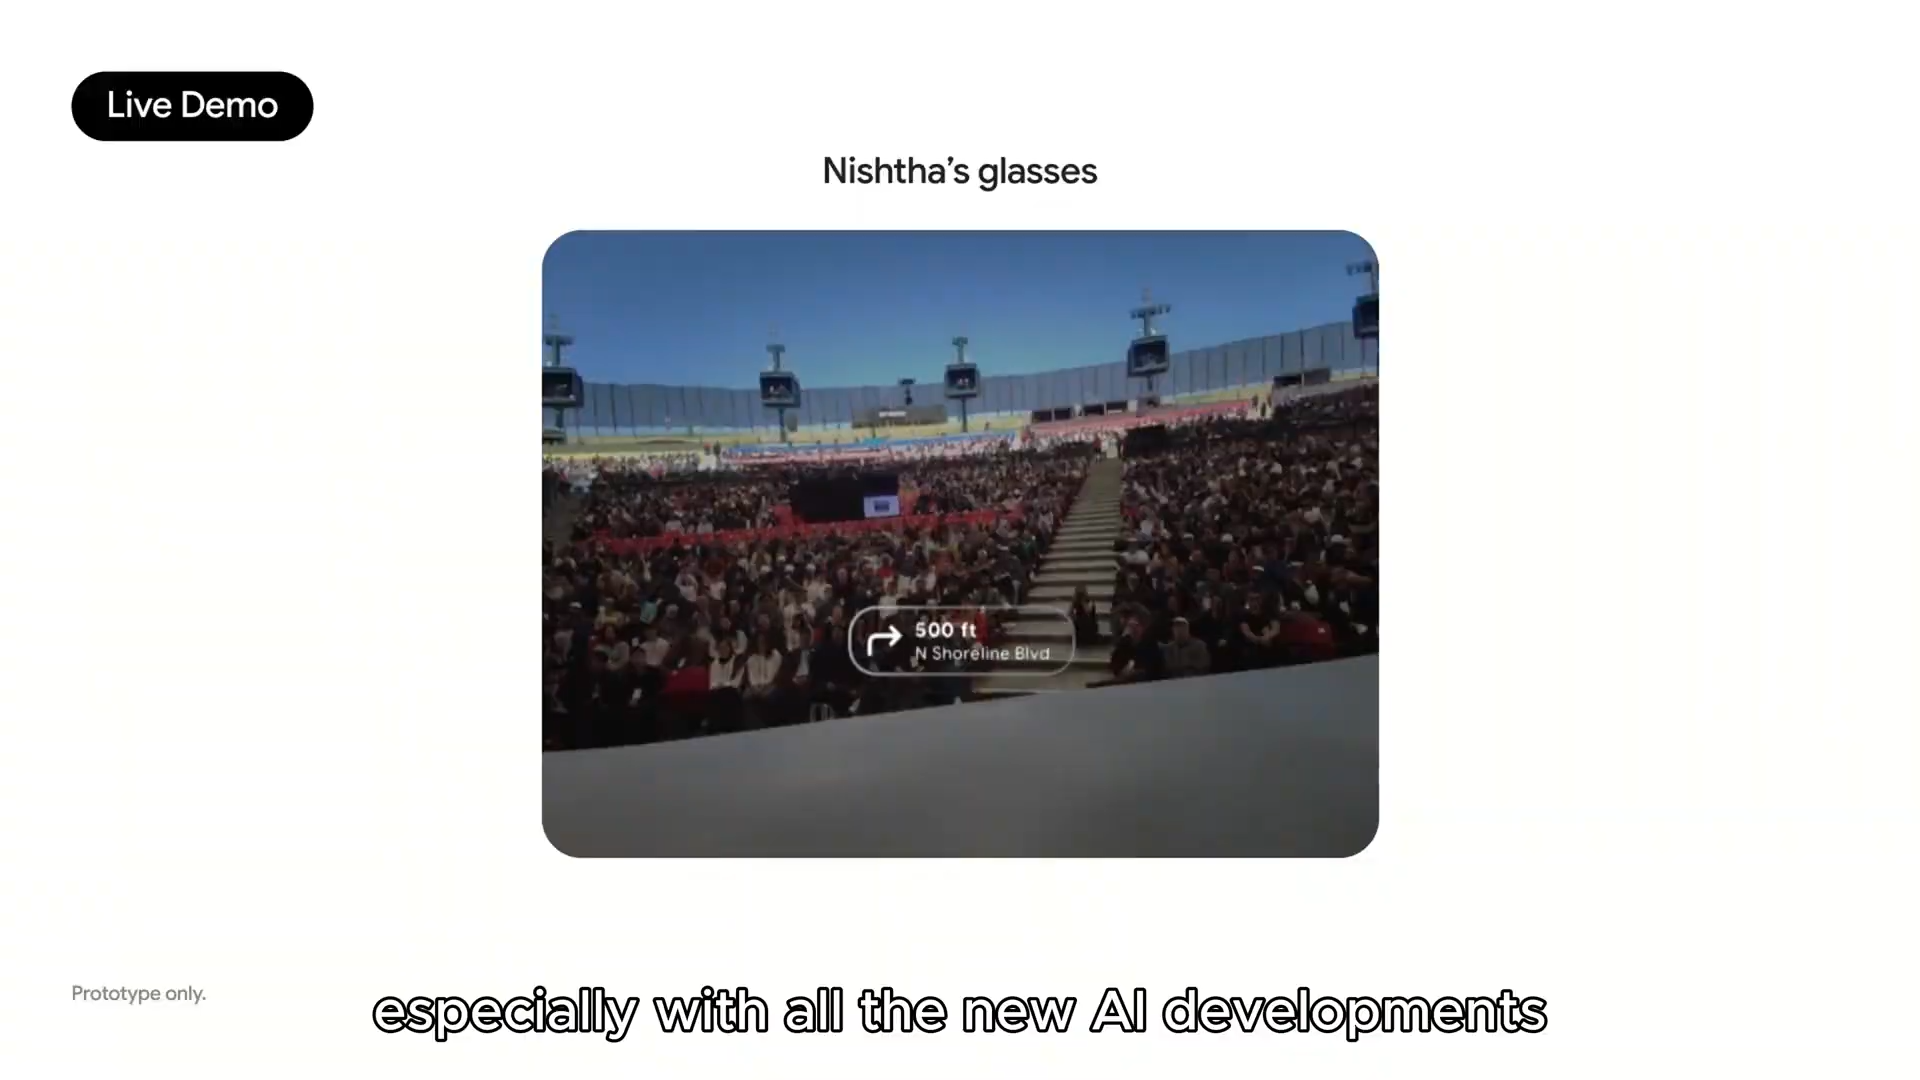 Live Demo
Nishtha’s glasses
500 ft
N Shoreline Blvd
Prototype only.
especially with all the new AI developments